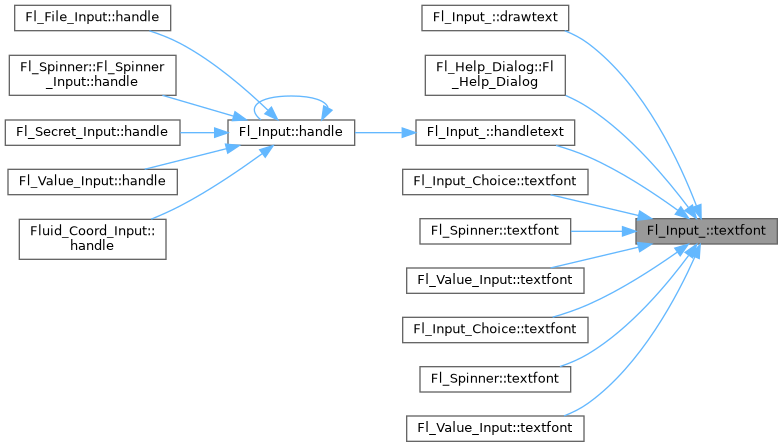 Fl_File_Input::handle
Fl_Spinner::Fl_Spinner
_Input::handle
Fl_Secret_Input::handle
Fl_Value_Input::handle
Fluid_Coord_Input::
handle
Fl_Input::handle
Fl_Input_::drawtext
Fl_Help_Dialog::Fl
_Help_Dialog
Fl_Input_::handletext
Fl_Input_Choice::textfont
Fl_Spinner::textfont
Fl_Value_Input::textfont
Fl_Input_Choice::textfont
Fl_Spinner::textfont
Fl_Value_Input::textfont
Fl_Input_::textfont